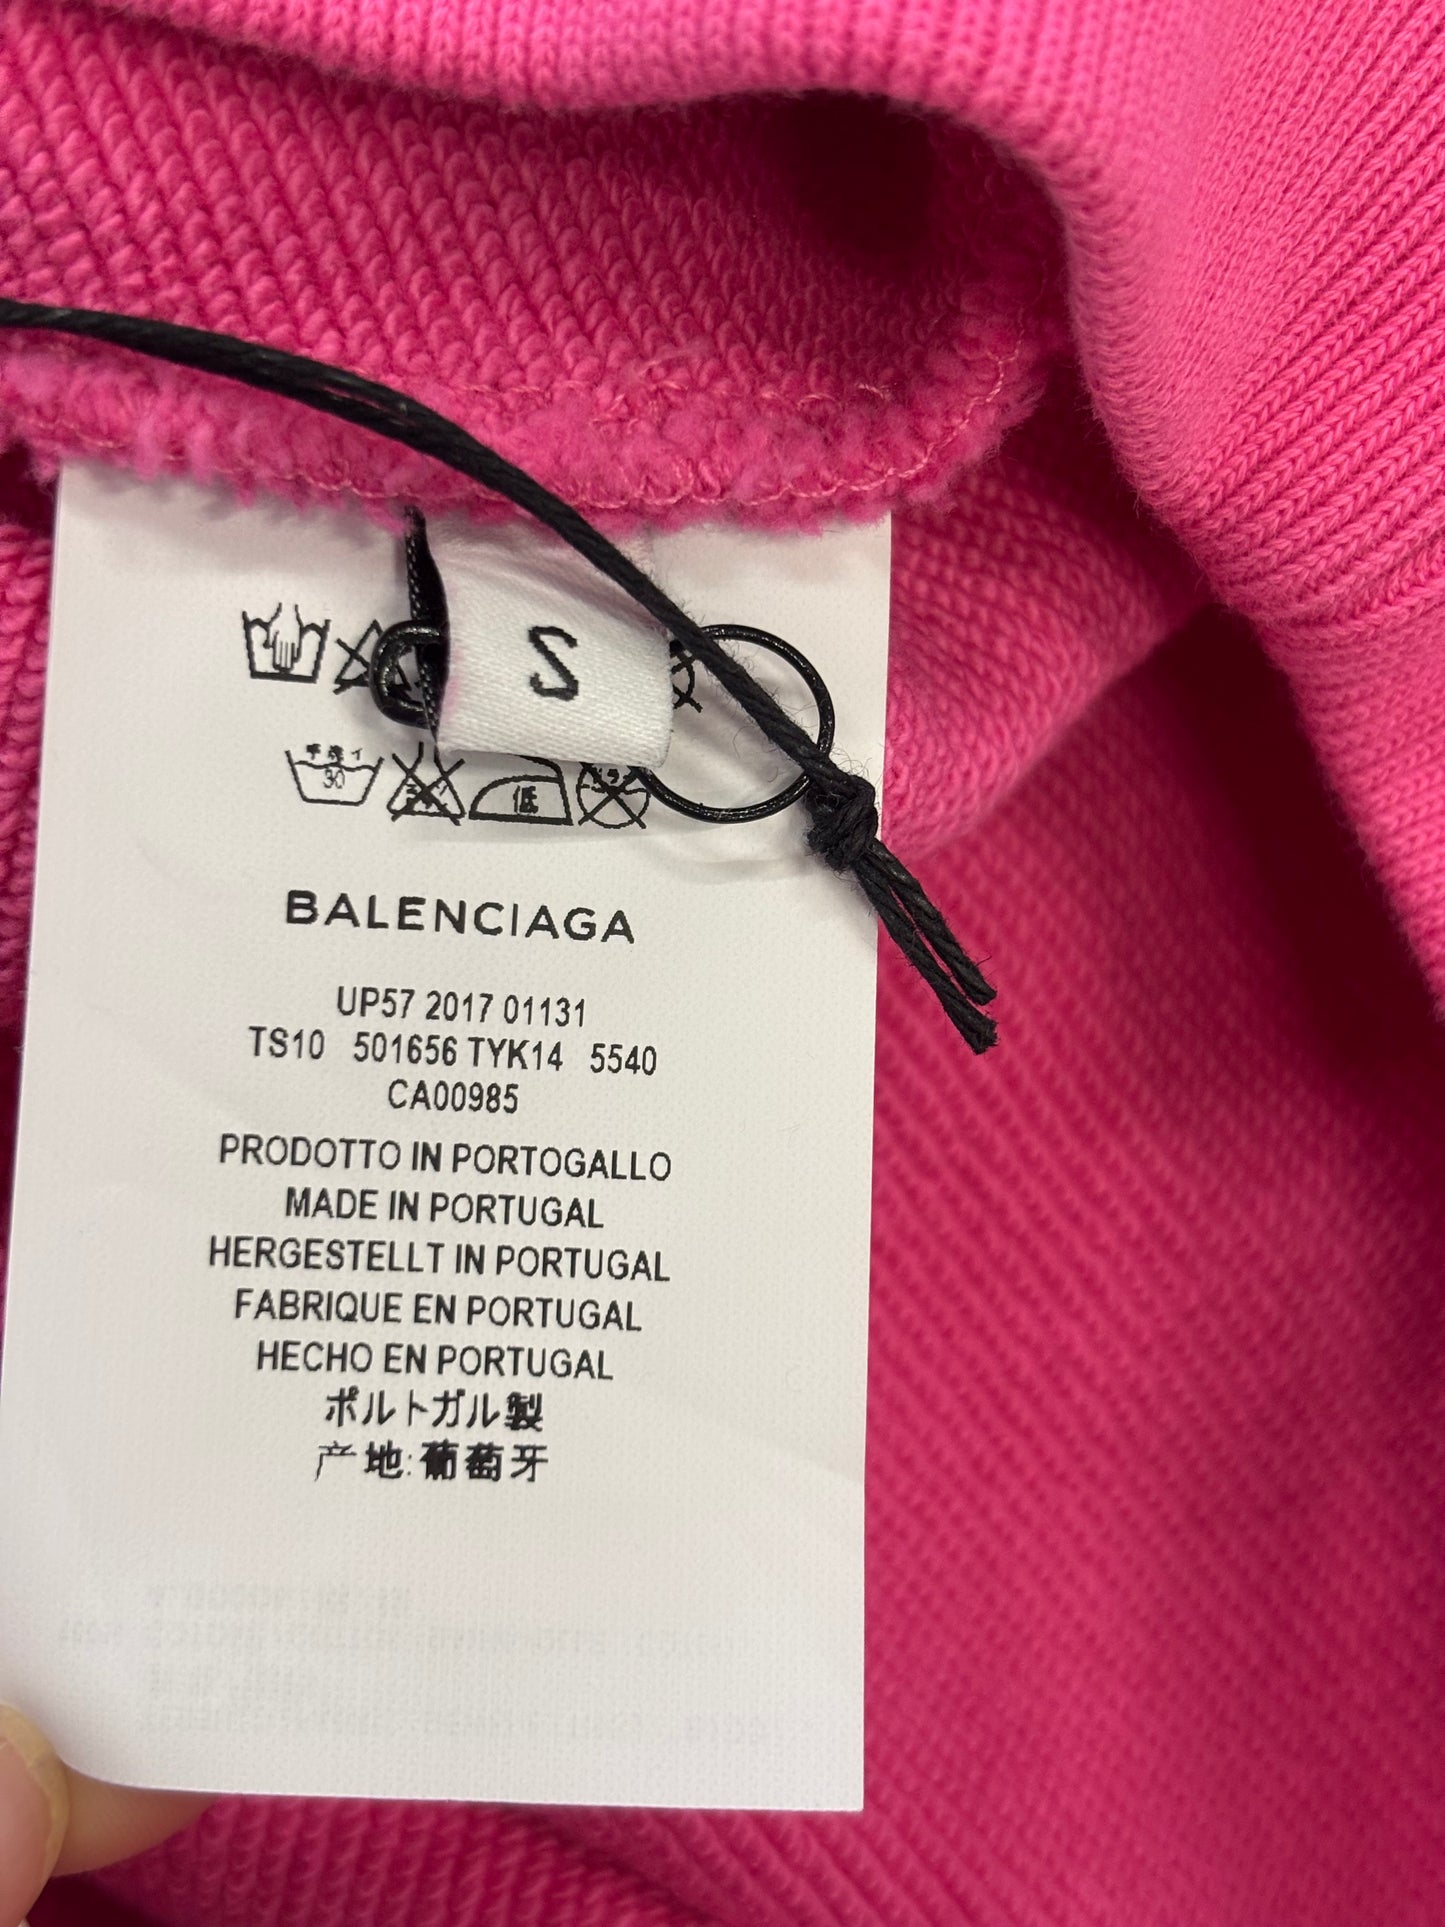 S
手洗イ
30
低
BALENCIAGA
UP57 2017 01131
TS10 501656 TYK14 5540
CA00985
PRODOTTO IN PORTOGALLO
MADE IN PORTUGAL
HERGESTELLT IN PORTUGAL
FABRIQUE EN PORTUGAL
HECHO EN PORTUGAL
ポルトガル製
产地:葡萄牙